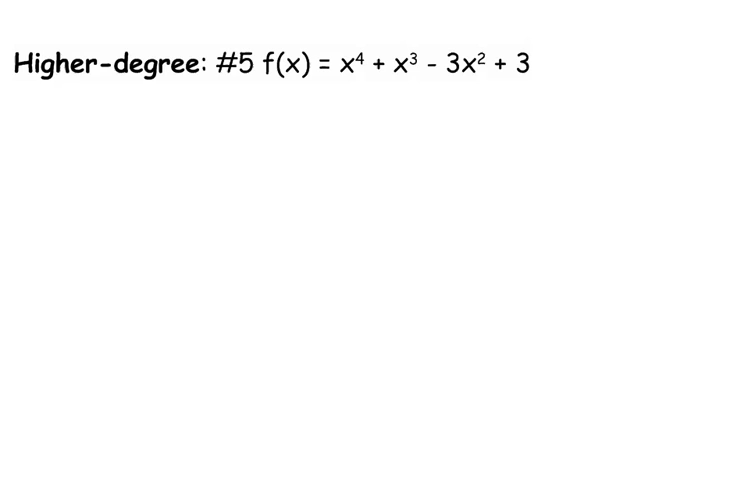 Higher-degree: #5 f(x) = x⁴ + x³ - 3x² + 3